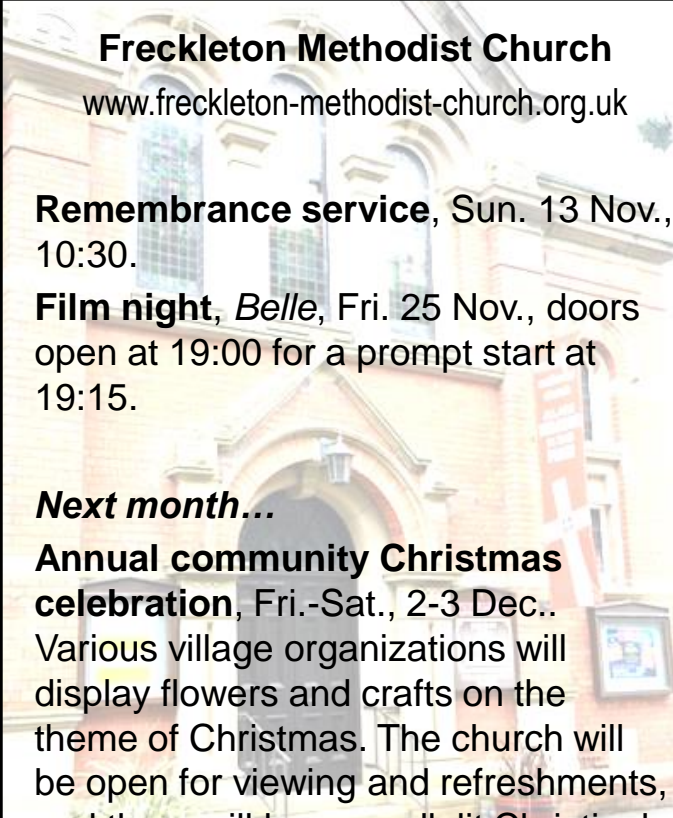 Freckleton Methodist Church
www.freckleton-methodist-church.org.uk
Remembrance service, Sun. 13 Nov.,
10:30.
Film night, Belle, Fri. 25 Nov., doors
open at 19:00 for a prompt start at
19:15.
Next month…
Annual community Christmas
celebration, Fri.-Sat., 2-3 Dec..
Various village organizations will
display flowers and crafts on the
theme of Christmas. The church will
be open for viewing and refreshments,